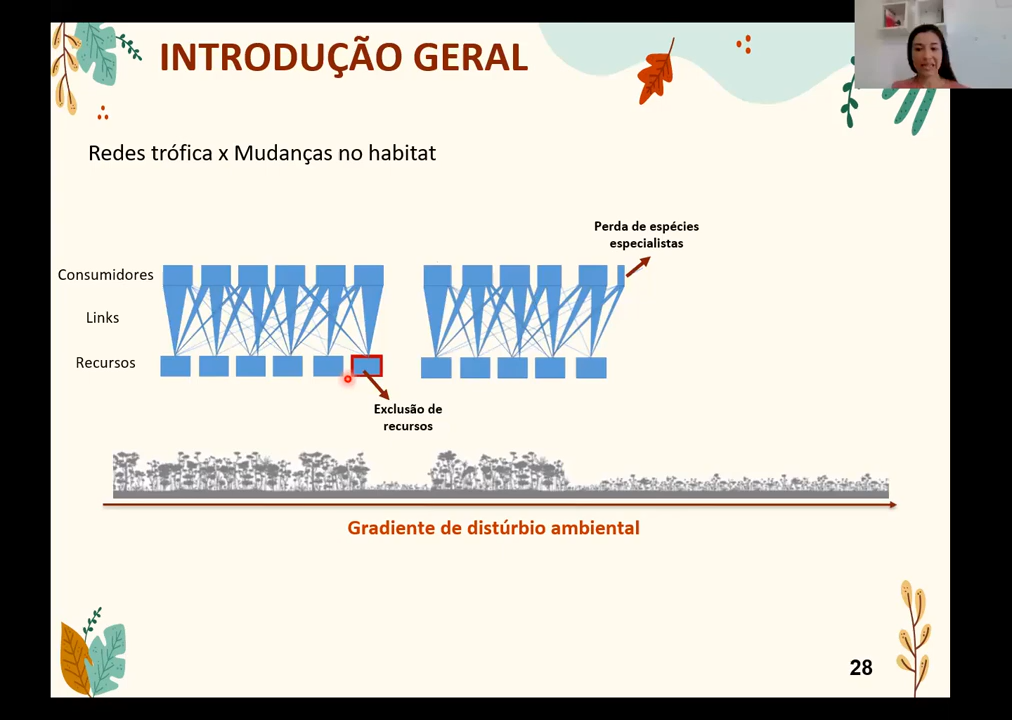 INTRODUÇÃO GERAL
Redes trófica x Mudanças no habitat
Perda de espécies
especialistas
Consumidores
Links
Recursos
Exclusão de
recursos
Gradiente de distúrbio ambiental
28